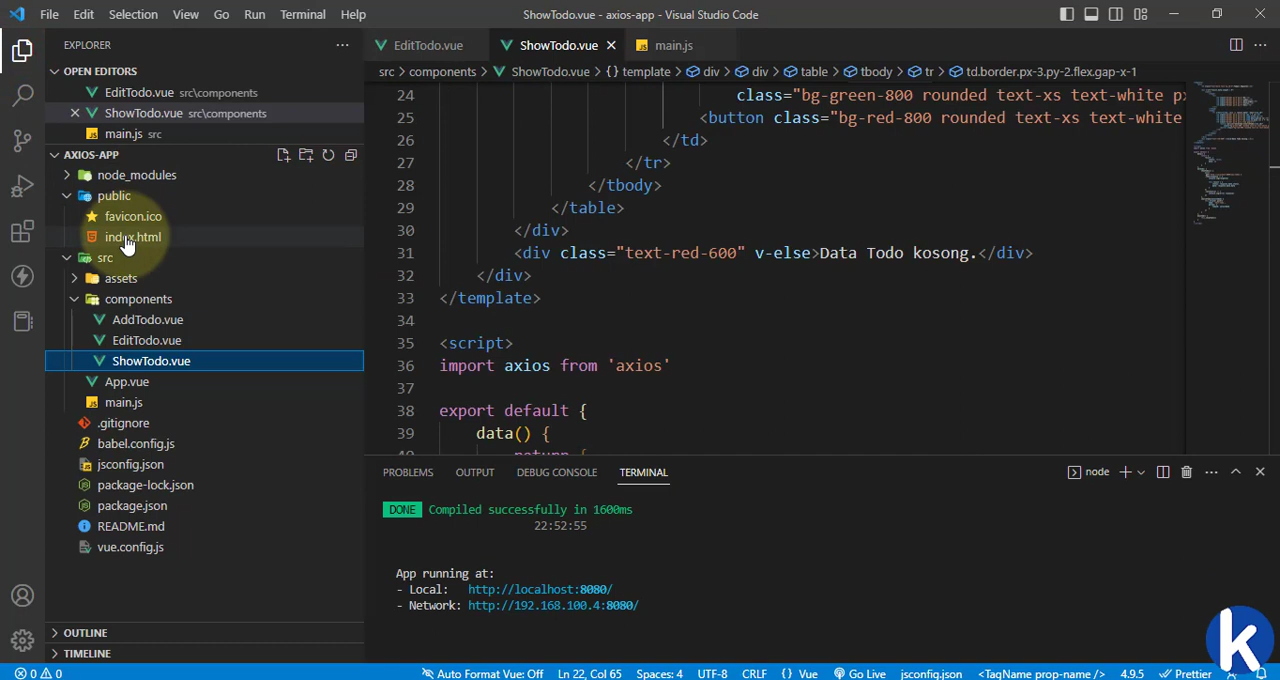 File Edit Selection View Go Run Terminal Help ShowTodo.vue - axios-app - Visual Studio Code
EXPLORER
EditTodo.vue ShowTodo.vue main.js
OPEN EDITORS
EditTodo.vue src\components
ShowTodo.vue src\components
main.js src
AXIOS-APP
node_modules
public
favicon.ico
index.html
src
assets
components
AddTodo.vue
EditTodo.vue
ShowTodo.vue
App.vue
main.js
.gitignore
babel.config.js
jsconfig.json
package-lock.json
package.json
README.md
vue.config.js
OUTLINE
TIMELINE
src > components > ShowTodo.vue > {} template > div > div > table > tbody > tr > td.border.px-3.py-2.flex.gap-x-1
24 class="bg-green-800 rounded text-xs text-white px
25 <button class="bg-red-800 rounded text-xs text-white
26 </td>
27 </tr>
28 </tbody>
29 </table>
30 </div>
31 <div class="text-red-600" v-else>Data Todo kosong.</div>
32 </div>
33 </template>
34
35 <script>
36 import axios from 'axios'
37
38 export default {
39 data() {
40 return {
PROBLEMS OUTPUT DEBUG CONSOLE TERMINAL node
DONE Compiled successfully in 1600ms
22:52:55
App running at:
- Local: http://localhost:8080/
- Network: http://192.168.100.4:8080/
k
0 0 Auto Format Vue: Off Ln 22, Col 65 Spaces: 4 UTF-8 CRLF {} Vue Go Live jsconfig.json <TagName prop-name /> 4.9.5 Prettier